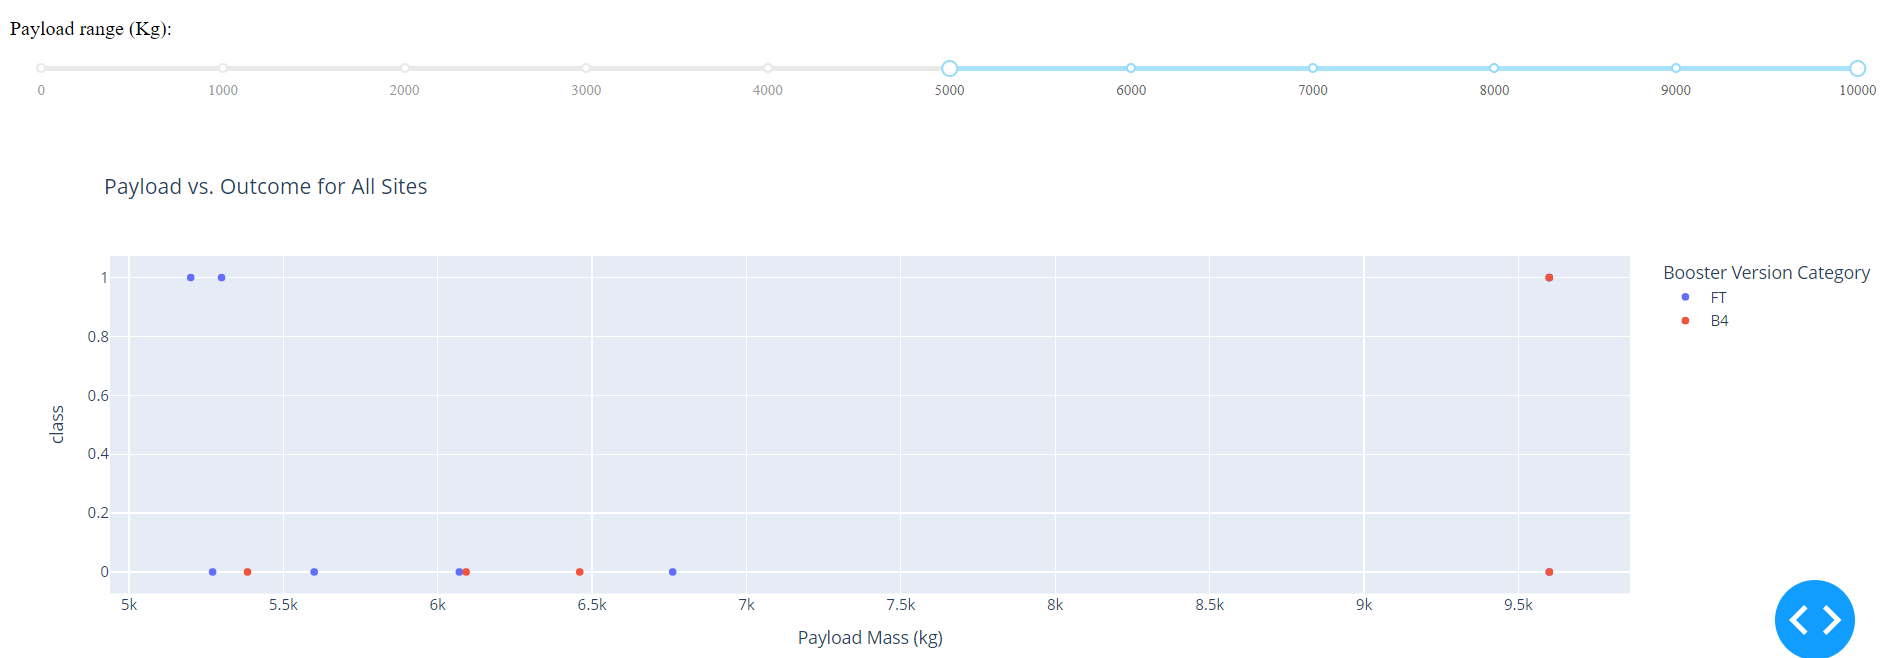 Payload range (Kg):
0 1000 2000 3000 4000 5000 6000 7000 8000 9000 10000
Payload vs. Outcome for All Sites
Booster Version Category
FT
B4
class
1
0.8
0.6
0.4
0.2
0
5k 5.5k 6k 6.5k 7k 7.5k 8k 8.5k 9k 9.5k
Payload Mass (kg)